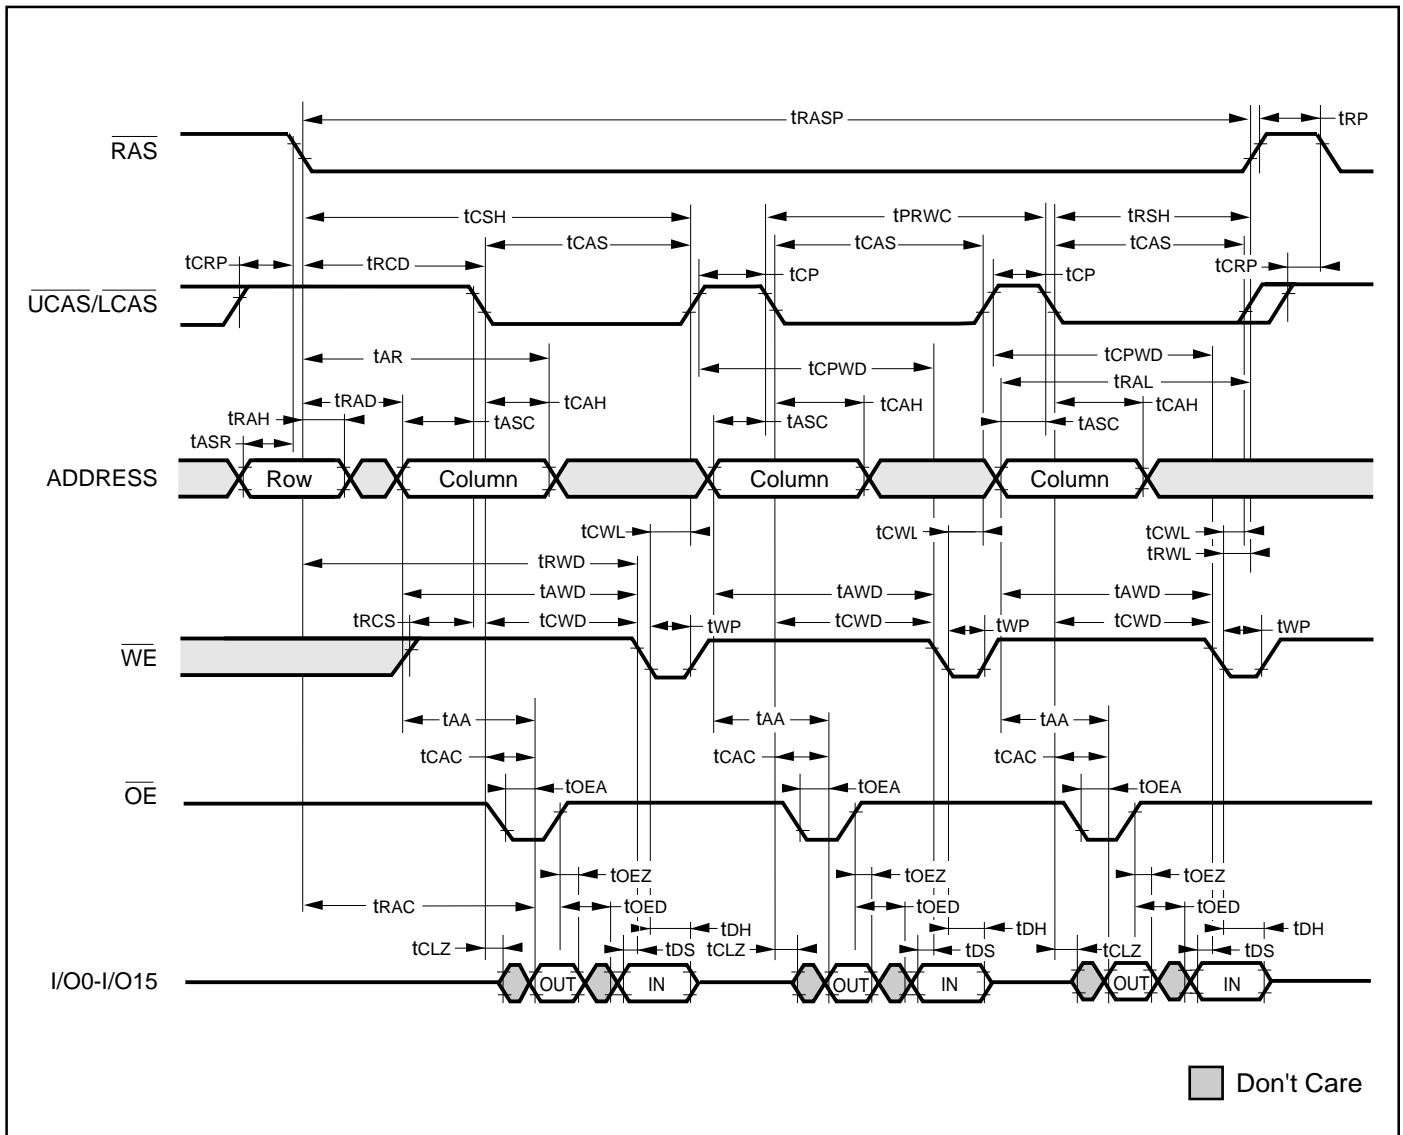 tRASP
tRP
RAS
tCSH
tPRWC
tRSH
tCAS
tCAS
tCAS
tCRP
tRCD
tCP
tCP
tCRP
UCAS/LCAS
tAR
tCPWD
tCPWD
tRAL
tRAD
tCAH
tCAH
tCAH
tRAH
tASC
tASC
tASC
tASR
ADDRESS
Row
Column
Column
Column
tCWL
tCWL
tCWL
tRWL
tRWD
tAWD
tAWD
tAWD
tRCS
tCWD
tWP
tCWD
tWP
tCWD
tWP
WE
tAA
tAA
tAA
tCAC
tCAC
tCAC
tOEA
tOEA
tOEA
OE
tOEZ
tOEZ
tOEZ
tRAC
tOED
tOED
tOED
tDH
tDH
tDH
tCLZ
tDS
tCLZ
tDS
tCLZ
tDS
I/O0-I/O15
OUT
IN
OUT
IN
OUT
IN
Don't Care